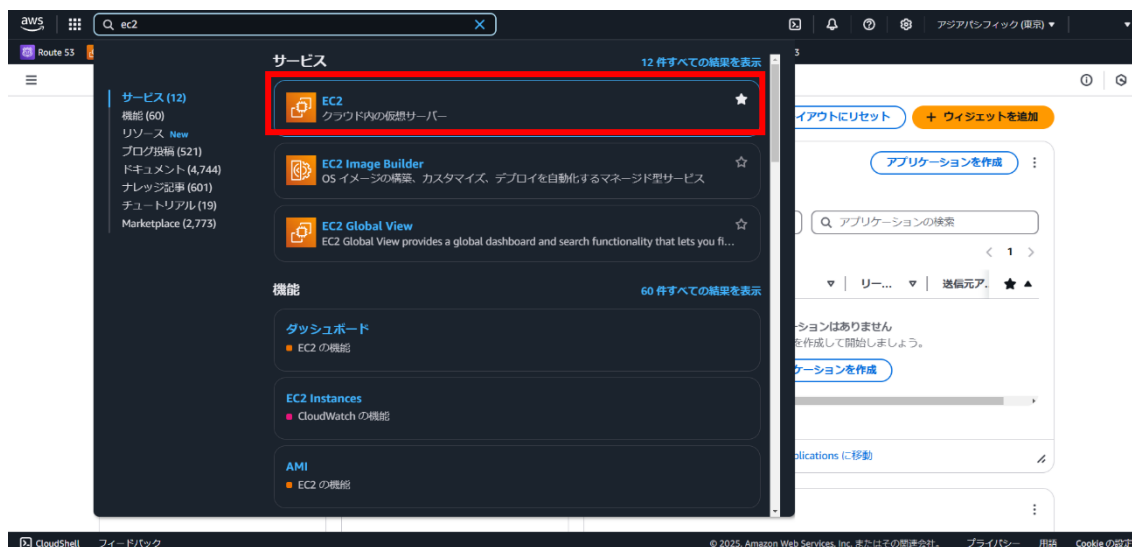 aws
ec2
アジアパシフィック (東京)
Route 53
3
サービス
12 件すべての結果を表示
サービス (12)
機能 (60)
リソース New
ブログ投稿 (521)
ドキュメント (4,744)
ナレッジ記事 (601)
チュートリアル (19)
Marketplace (2,773)
EC2
クラウド内の仮想サーバー
EC2 Image Builder
OS イメージの構築、カスタマイズ、デプロイを自動化するマネージド型サービス
EC2 Global View
EC2 Global View provides a global dashboard and search functionality that lets you fi...
機能
60 件すべての結果を表示
ダッシュボード
EC2 の機能
EC2 Instances
CloudWatch の機能
AMI
EC2 の機能
イアウトにリセット
+ ウィジェットを追加
アプリケーションを作成
アプリケーションの検索
1
リー...
送信元ア.
ションはありません
を作成して開始しましょう。
ケーションを作成
plications に移動
CloudShell
フィードバック
© 2025, Amazon Web Services, Inc. またはその関連会社。
プライバシー
用語
Cookie の設定